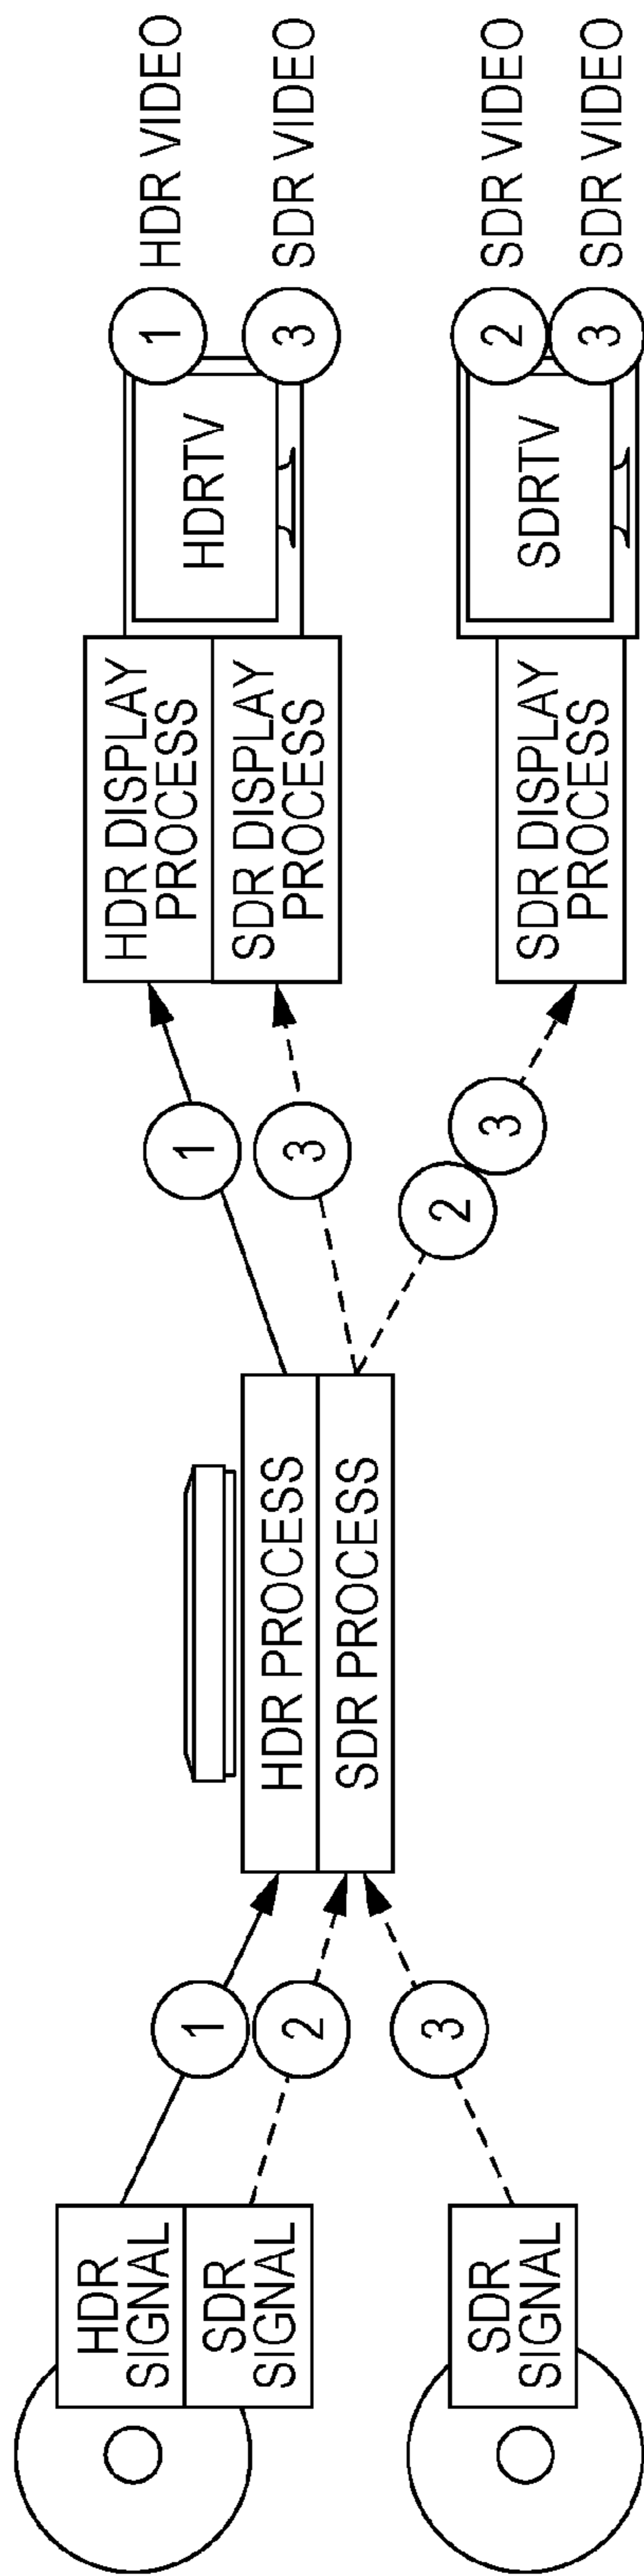 HDR
SIGNAL
SDR
SIGNAL
SDR
SIGNAL
1
2
3
HDR PROCESS
SDR PROCESS
1
3
2
3
HDR DISPLAY
PROCESS
SDR DISPLAY
PROCESS
SDR DISPLAY
PROCESS
HDRTV
SDRTV
1
HDR VIDEO
3
SDR VIDEO
2
SDR VIDEO
3
SDR VIDEO